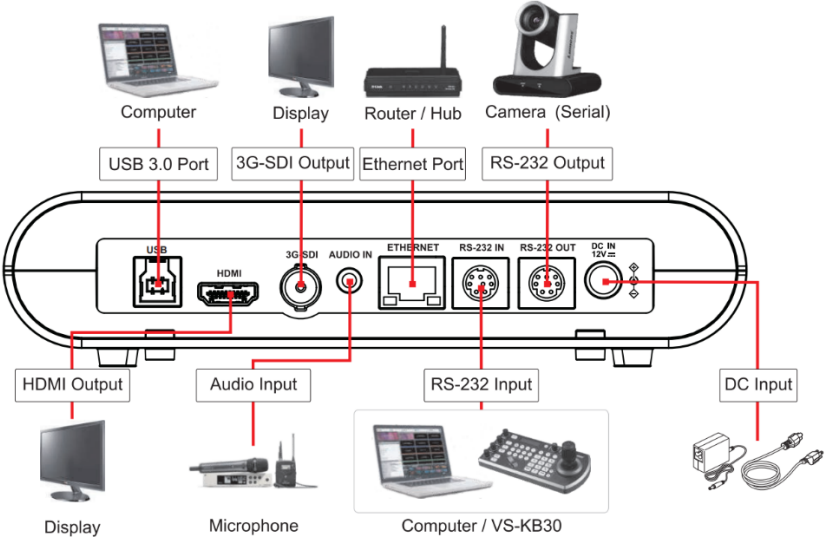 Computer
Display
Router / Hub
Camera (Serial)
USB 3.0 Port
3G-SDI Output
Ethernet Port
RS-232 Output
USB
HDMI
3G-SDI
AUDIO IN
ETHERNET
RS-232 IN
RS-232 OUT
DC IN
12V
HDMI Output
Audio Input
RS-232 Input
DC Input
Display
Microphone
Computer / VS-KB30